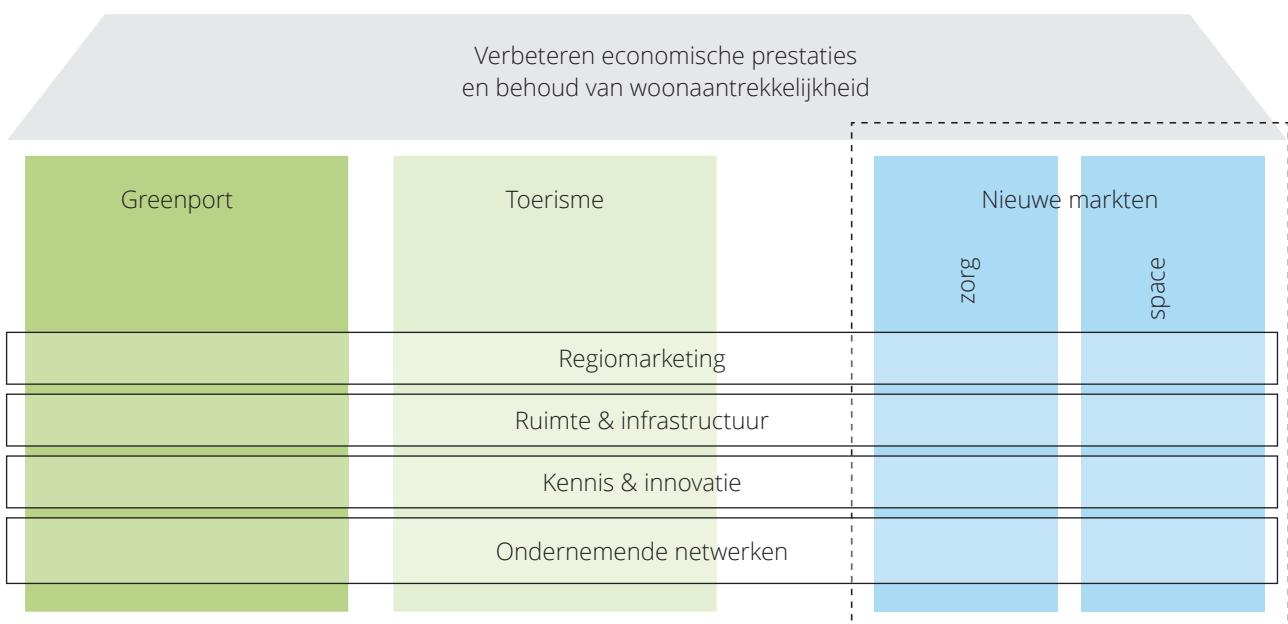 Verbeteren economische prestaties
en behoud van woonaantrekkelijkheid
Greenport
Toerisme
Nieuwe markten
zorg
space
Regiomarketing
Ruimte & infrastructuur
Kennis & innovatie
Ondernemende netwerken